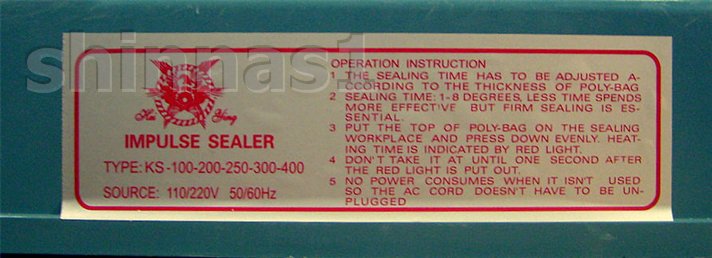 shinnas1
Hu Yang
IMPULSE SEALER
TYPE: KS-100-200-250-300-400
SOURCE: 110/220V 50/60Hz
OPERATION INSTRUCTION
1 THE SEALING TIME HAS TO BE ADJUSTED A-
CCORDING TO THE THICKNESS OF POLY-BAG
2 SEALING TIME: 1-8 DEGREES, LESS TIME SPENDS
MORE EFFECTIVE BUT FIRM SEALING IS ES-
SENTIAL.
3 PUT THE TOP OF POLY-BAG ON THE SEALING
WORKPLACE AND PRESS DOWN EVENLY. HEAT-
ING TIME IS INDICATED BY RED LIGHT.
4 DON'T TAKE IT AT UNTIL ONE SECOND AFTER
THE RED LIGHT IS PUT OUT.
5 NO POWER CONSUMES WHEN IT ISN'T USED
SO THE AC CORD DOESN'T HAVE TO BE UN-
PLUGGED